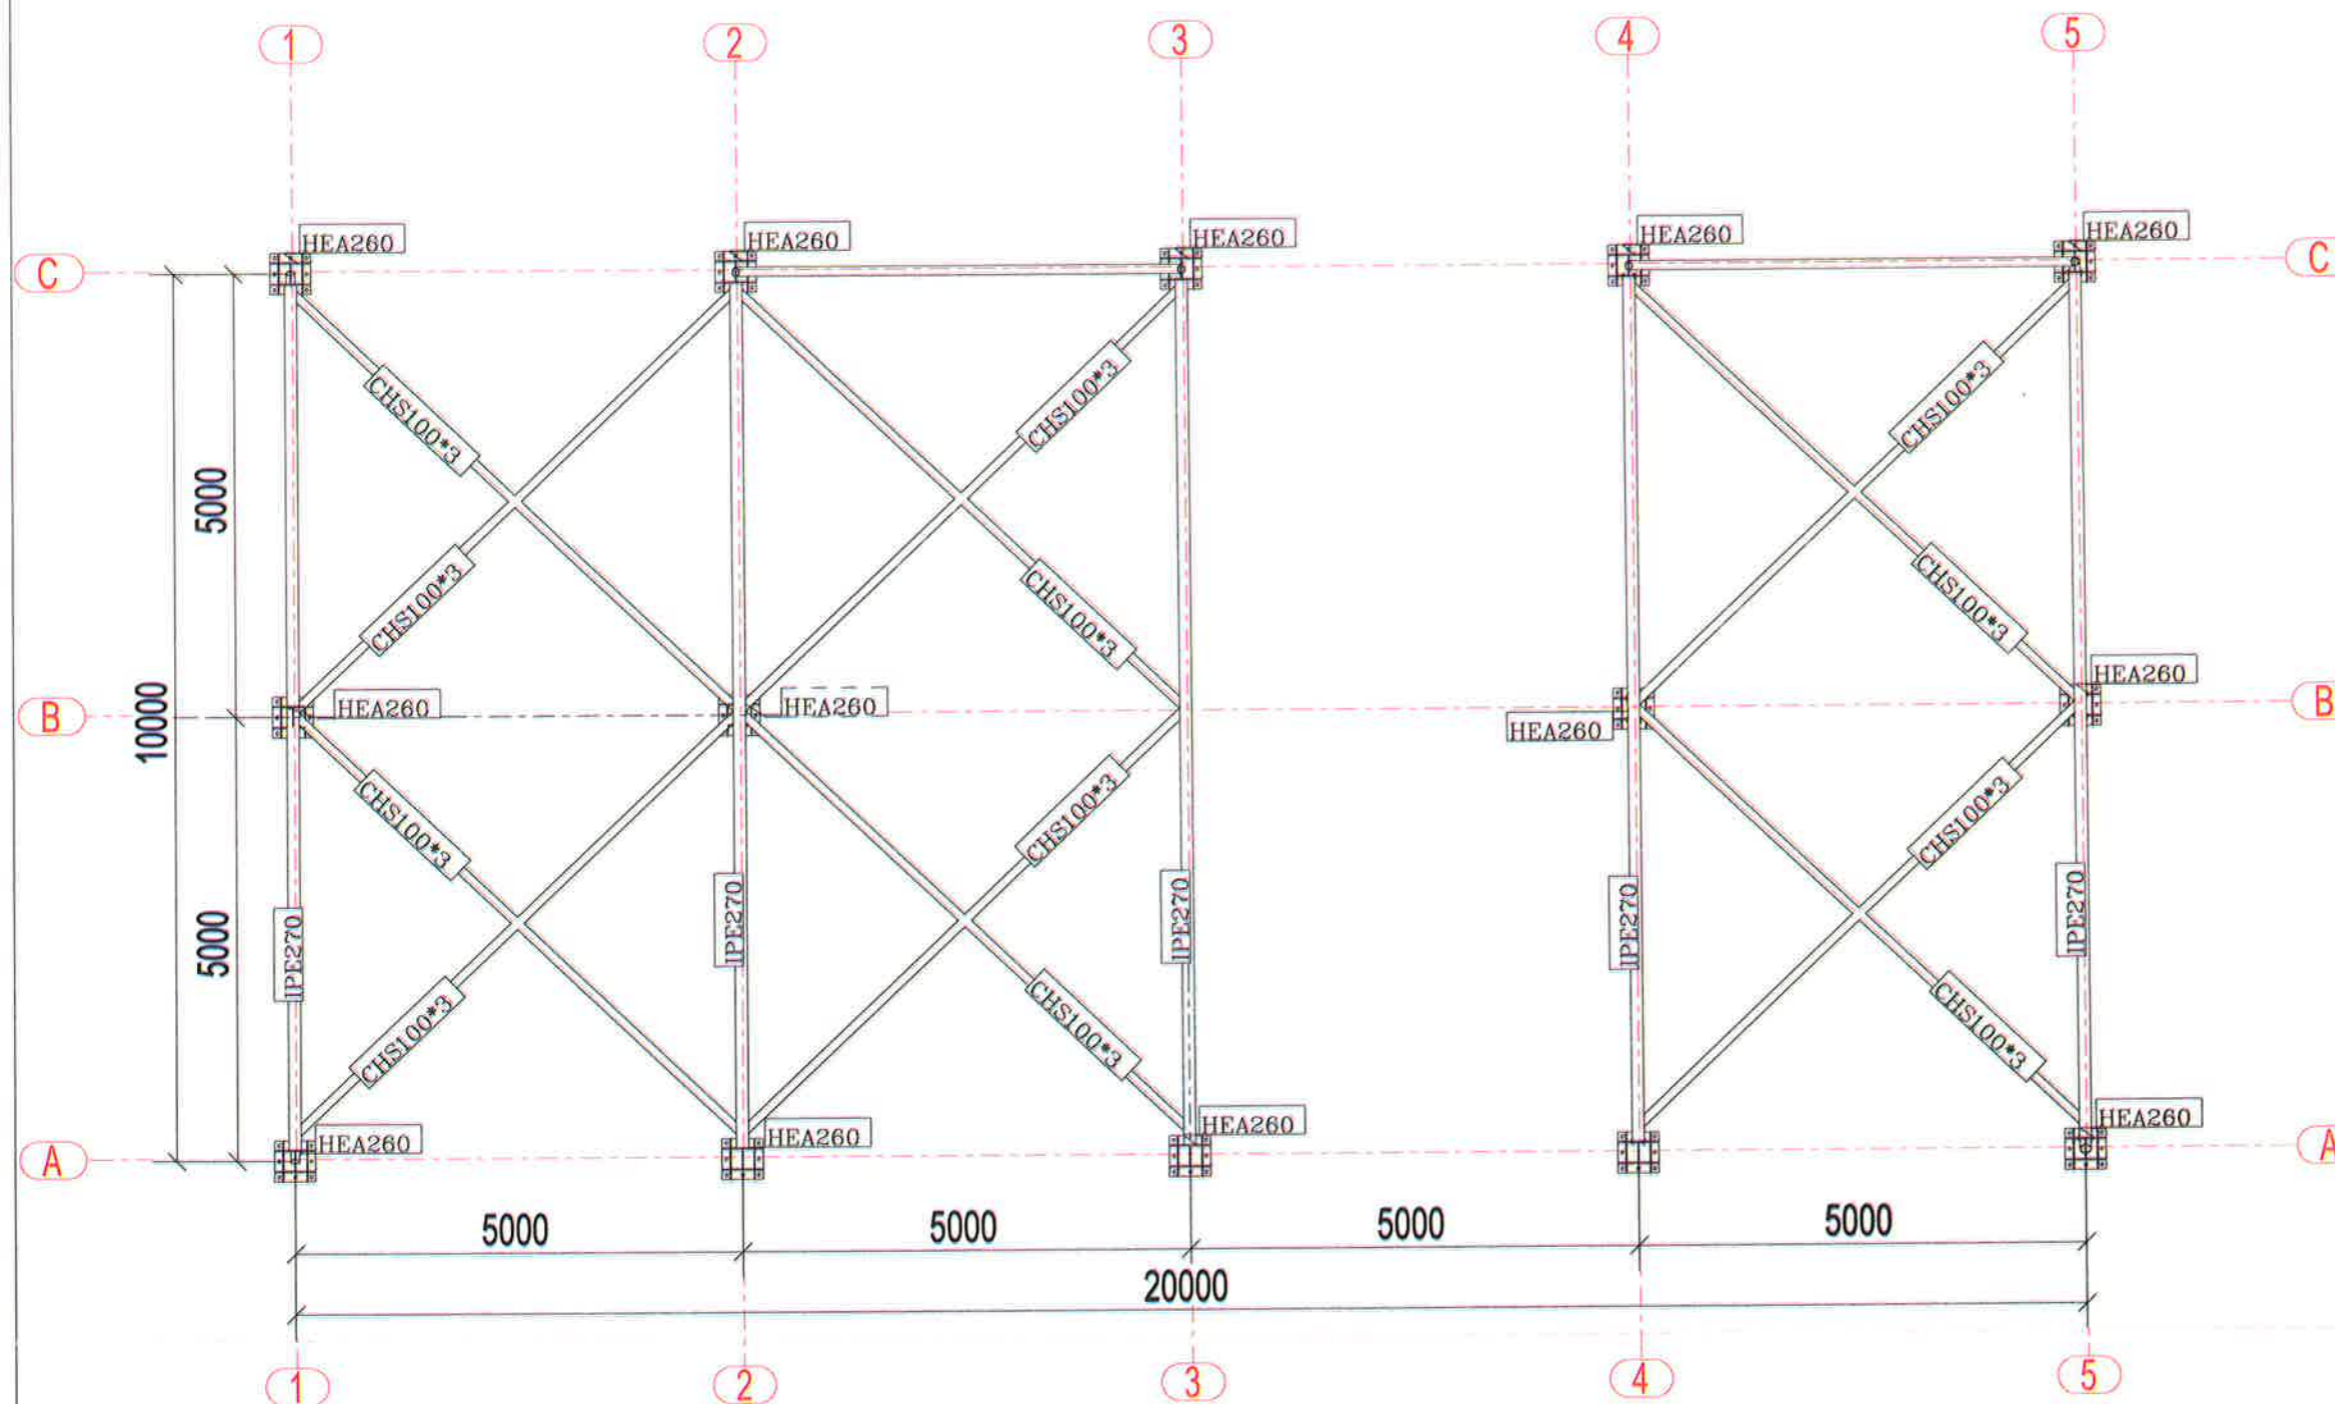 1 2 3 4 5
HEA260 HEA260 HEA260 HEA260 HEA260
C C
CHS100*3 CHS100*3 CHS100*3
5000
CHS100*3 CHS100*3 CHS100*3
HEA260
10000
B HEA260 HEA260 HEA260 B
CHS100*3 CHS100*3 CHS100*3
5000
IPE270 IPE270 IPE270 IPE270 IPE270
CHS100*3 CHS100*3 CHS100*3
HEA260 HEA260 HEA260 HEA260
A A
5000 5000 5000 5000
20000
1 2 3 4 5